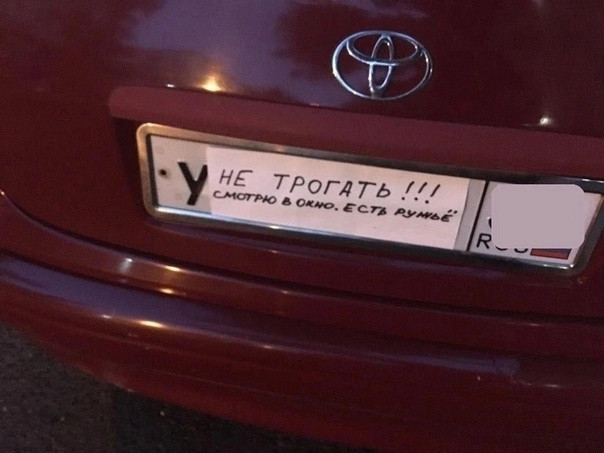 У
НЕ ТРОГАТЬ!!!
СМОТРЮ В ОКНО. ЕСТЬ РУЖЬЁ
RUS